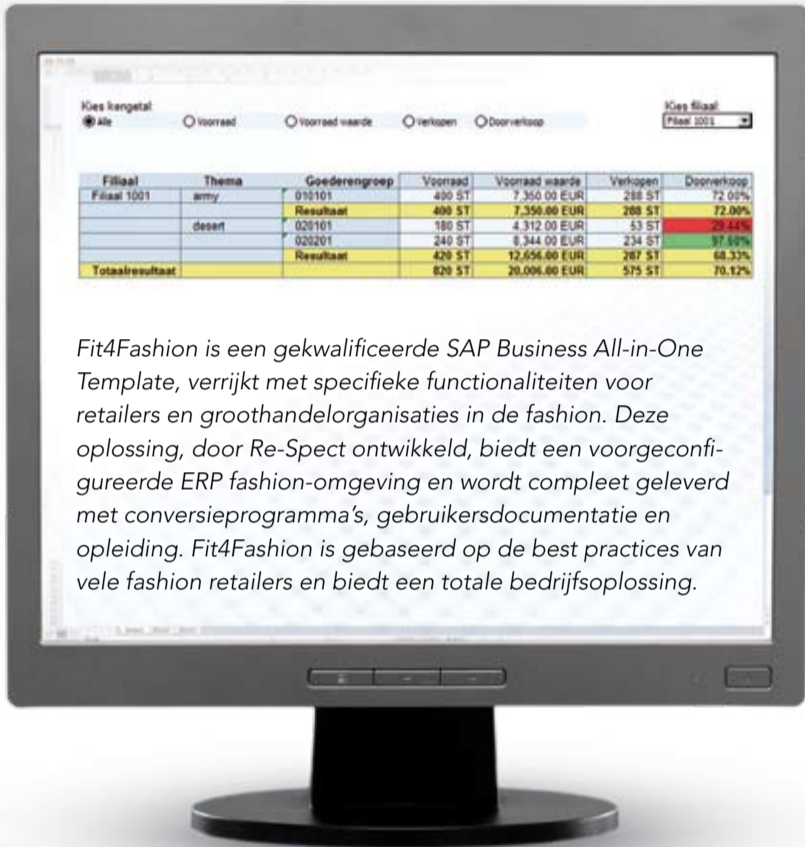 Kies kengetal:
Alle Voorraad Voorraad waarde Verkopen Doorverkoop
Kies filiaal:
Filiaal 1001
Filiaal Thema Goederengroep Voorraad Voorraad waarde Verkopen Doorverkoop
Filiaal 1001 army 010101 400 ST 7,350.00 EUR 288 ST 72.00%
Resultaat 400 ST 7,350.00 EUR 288 ST 72.00%
desert 020101 180 ST 4,312.00 EUR 53 ST 29.44%
020201 240 ST 8,344.00 EUR 234 ST 97.50%
Resultaat 420 ST 12,656.00 EUR 287 ST 68.33%
Totaalresultaat 820 ST 20,006.00 EUR 575 ST 70.12%
Fit4Fashion is een gekwalificeerde SAP Business All-in-One
Template, verrijkt met specifieke functionaliteiten voor
retailers en groothandelorganisaties in de fashion. Deze
oplossing, door Re-Spect ontwikkeld, biedt een voorgeconfi-
gureerde ERP fashion-omgeving en wordt compleet geleverd
met conversieprogramma's, gebruikersdocumentatie en
opleiding. Fit4Fashion is gebaseerd op de best practices van
vele fashion retailers en biedt een totale bedrijfsoplossing.